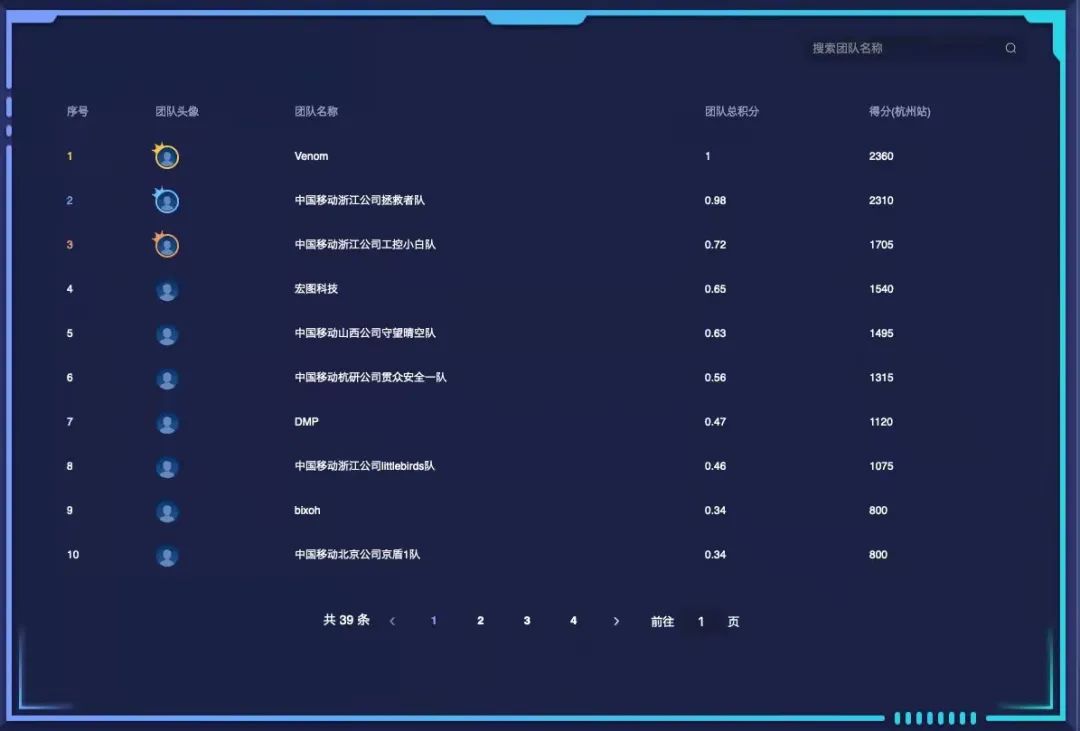 搜索团队名称
序号 团队头像 团队名称 团队总积分 得分(杭州站)
1 Venom 1 2360
2 中国移动浙江公司拯救者队 0.98 2310
3 中国移动浙江公司工控小白队 0.72 1705
4 宏图科技 0.65 1540
5 中国移动山西公司守望晴空队 0.63 1495
6 中国移动杭研公司贯众安全一队 0.56 1315
7 DMP 0.47 1120
8 中国移动浙江公司littlebirds队 0.46 1075
9 bixoh 0.34 800
10 中国移动北京公司京盾1队 0.34 800
共 39 条 1 2 3 4 前往 1 页